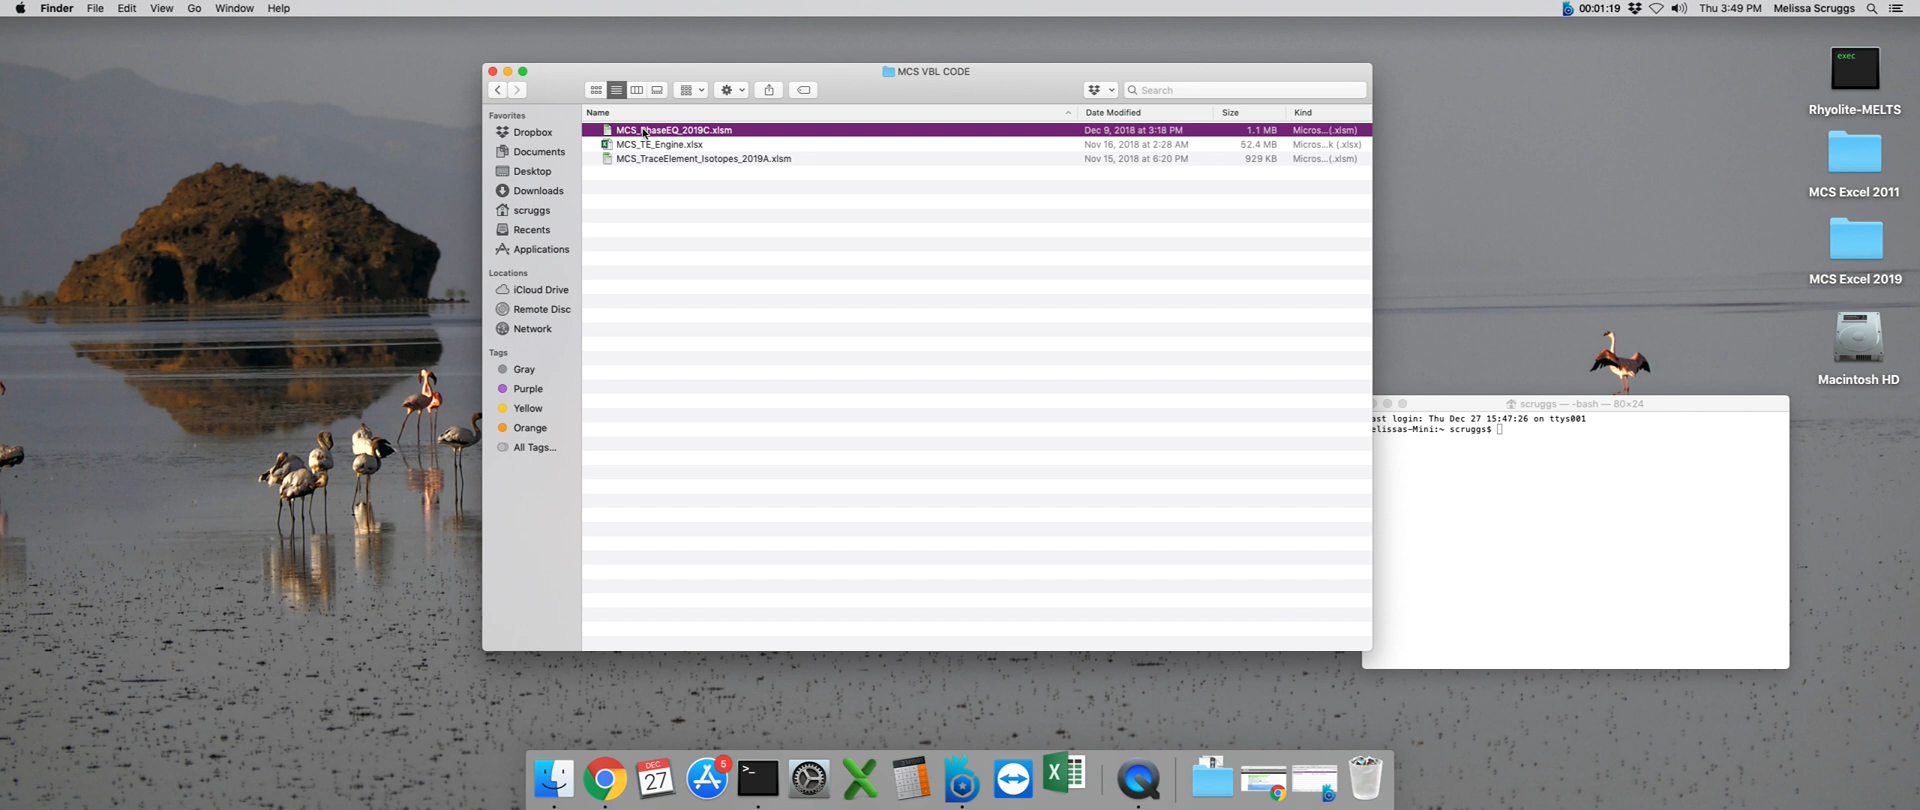 Finder File Edit View Go Window Help
00:01:19 Thu 3:49 PM Melissa Scruggs
MCS VBL CODE
Search
Favorites
Dropbox
Documents
Desktop
Downloads
scruggs
Recents
Applications
Locations
iCloud Drive
Remote Disc
Network
Tags
Gray
Purple
Yellow
Orange
All Tags...
Name Date Modified Size Kind
MCS_PhaseEQ_2019C.xlsm Dec 9, 2018 at 3:18 PM 1.1 MB Micros...(.xlsm)
MCS_TE_Engine.xlsx Nov 16, 2018 at 2:28 AM 52.4 MB Micros...k (.xlsx)
MCS_TraceElement_Isotopes_2019A.xlsm Nov 15, 2018 at 6:20 PM 929 KB Micros...(.xlsm)
exec
Rhyolite-MELTS
MCS Excel 2011
MCS Excel 2019
Macintosh HD
scruggs — -bash — 80×24
ast login: Thu Dec 27 15:47:26 on ttys001
elissas-Mini:~ scruggs$
DEC
27
5
>_
X